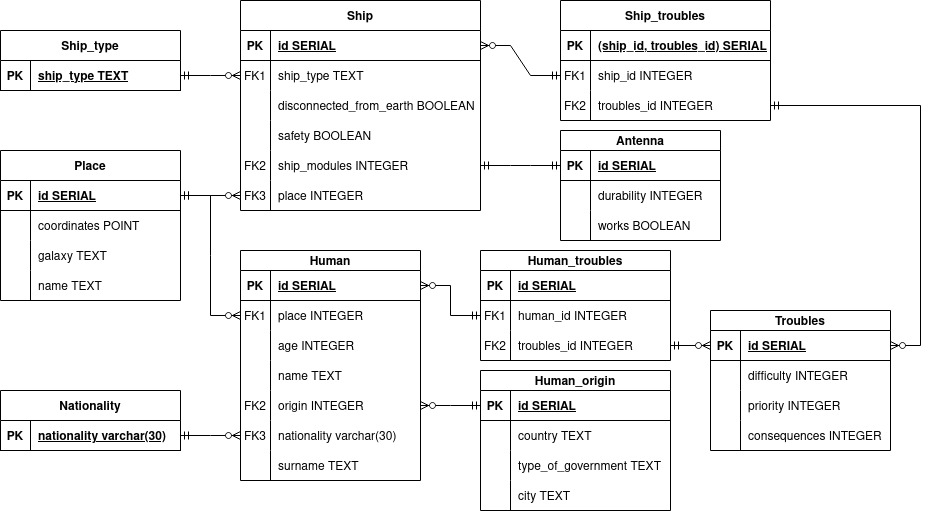 Ship_type
PK ship_type TEXT
Ship
PK id SERIAL
FK1 ship_type TEXT
disconnected_from_earth BOOLEAN
safety BOOLEAN
FK2 ship_modules INTEGER
FK3 place INTEGER
Ship_troubles
PK (ship_id, troubles_id) SERIAL
FK1 ship_id INTEGER
FK2 troubles_id INTEGER
Antenna
PK id SERIAL
durability INTEGER
works BOOLEAN
Place
PK id SERIAL
coordinates POINT
galaxy TEXT
name TEXT
Human
PK id SERIAL
FK1 place INTEGER
age INTEGER
name TEXT
FK2 origin INTEGER
FK3 nationality varchar(30)
surname TEXT
Human_troubles
PK id SERIAL
FK1 human_id INTEGER
FK2 troubles_id INTEGER
Troubles
PK id SERIAL
difficulty INTEGER
priority INTEGER
consequences INTEGER
Nationality
PK nationality varchar(30)
Human_origin
PK id SERIAL
country TEXT
type_of_government TEXT
city TEXT